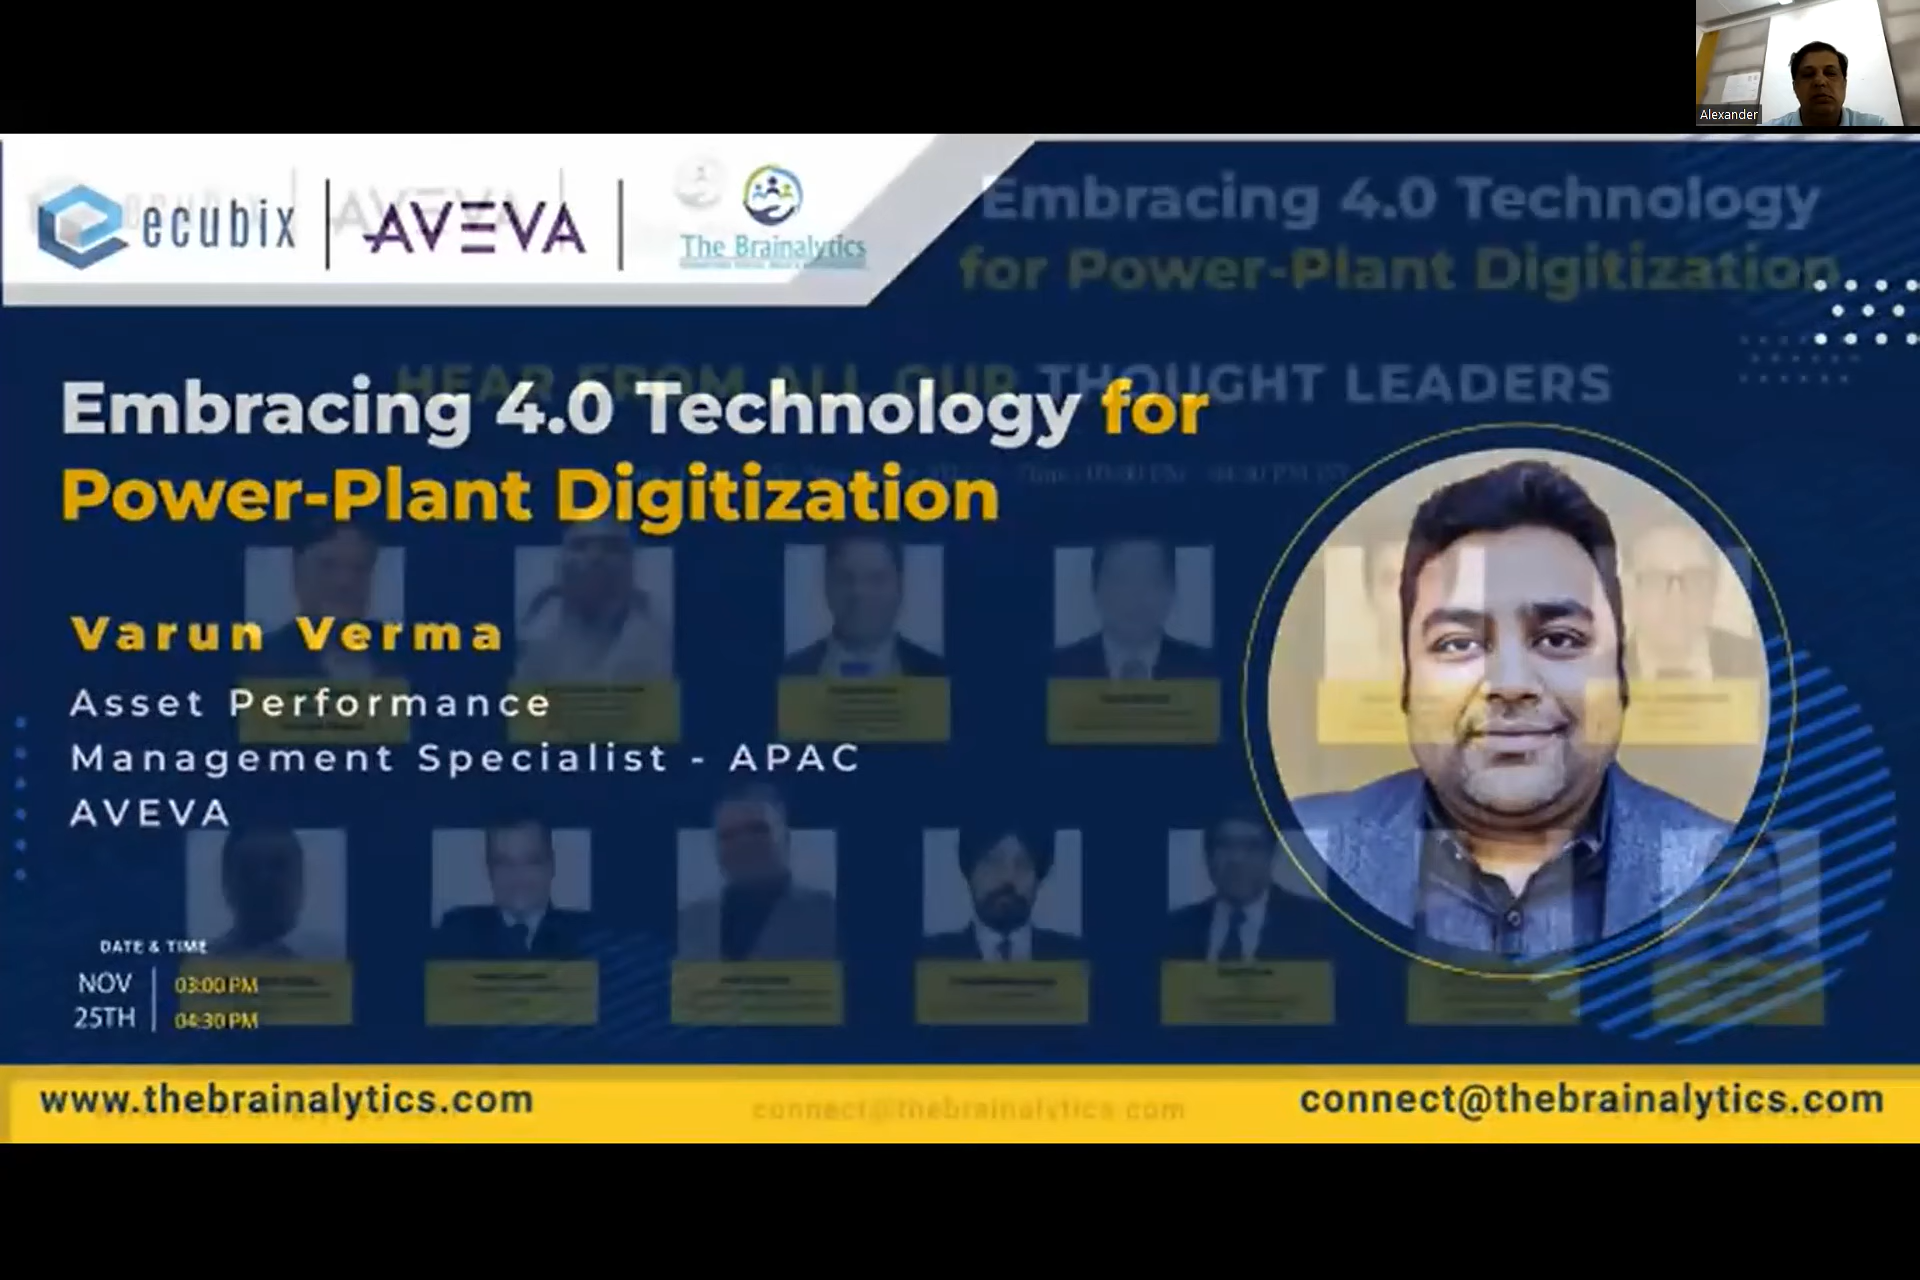 Alexander
ecubix
AVEVA
The Brainalytics
Embracing 4.0 Technology
for Power-Plant Digitization
HEAR FROM ALL OUR THOUGHT LEADERS
Embracing 4.0 Technology for
Power-Plant Digitization
Varun Verma
Asset Performance
Management Specialist - APAC
AVEVA
DATE & TIME
NOV
25TH
03:00 PM
04:30 PM
www.thebrainalytics.com
connect@thebrainalytics.com
connect@thebrainalytics.com